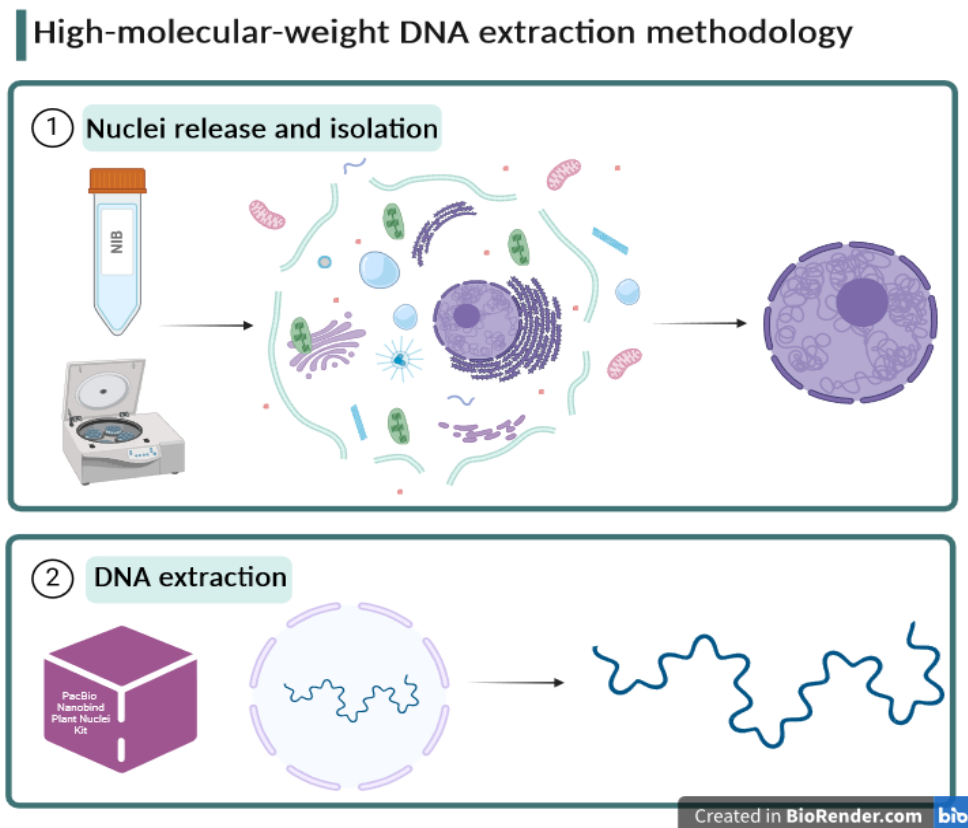 High-molecular-weight DNA extraction methodology
1
Nuclei release and isolation
NIB
2
DNA extraction
PacBio
Nanobind
Plant Nuclei
Kit
Created in BioRender.com bio